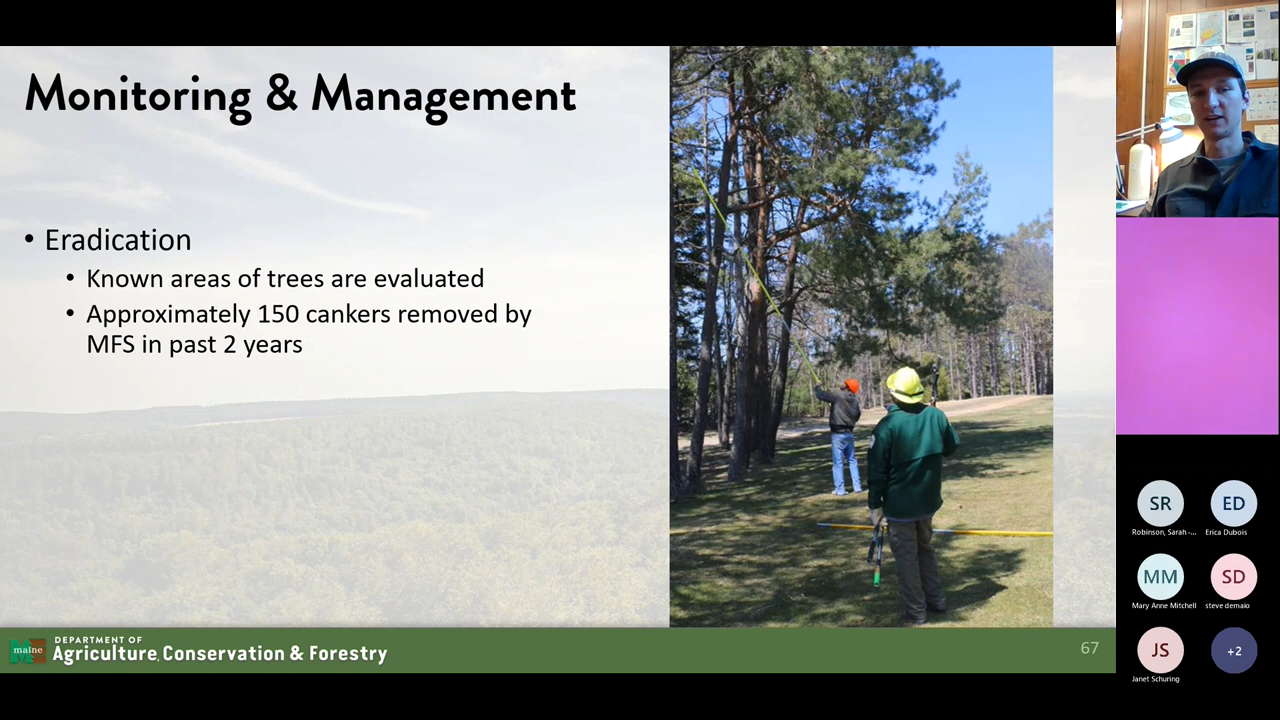 Monitoring & Management
• Eradication
• Known areas of trees are evaluated
• Approximately 150 cankers removed by
MFS in past 2 years
maine
DEPARTMENT OF
Agriculture, Conservation & Forestry
67
SR
ED
Robinson, Sarah -...
Erica Dubois
MM
SD
Mary Anne Mitchell
steve demaio
JS
+2
Janet Schuring